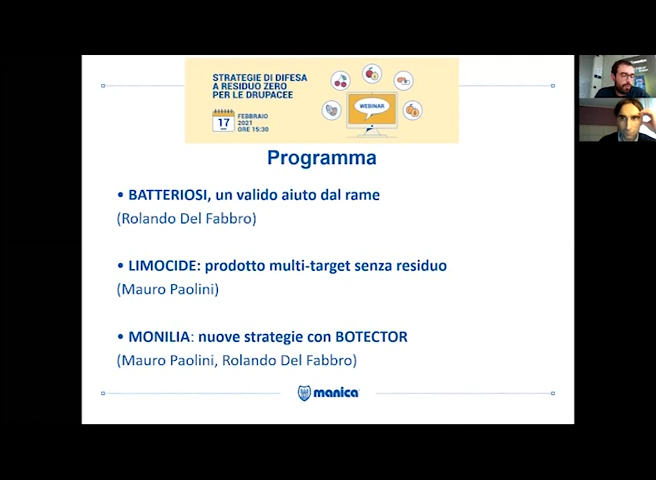 STRATEGIE DI DIFESA
A RESIDUO ZERO
PER LE DRUPACEE
17
FEBBRAIO
2021
ORE 15:30
WEBINAR
Programma
• BATTERIOSI, un valido aiuto dal rame
(Rolando Del Fabbro)
• LIMOCIDE: prodotto multi-target senza residuo
(Mauro Paolini)
• MONILIA: nuove strategie con BOTECTOR
(Mauro Paolini, Rolando Del Fabbro)
manica